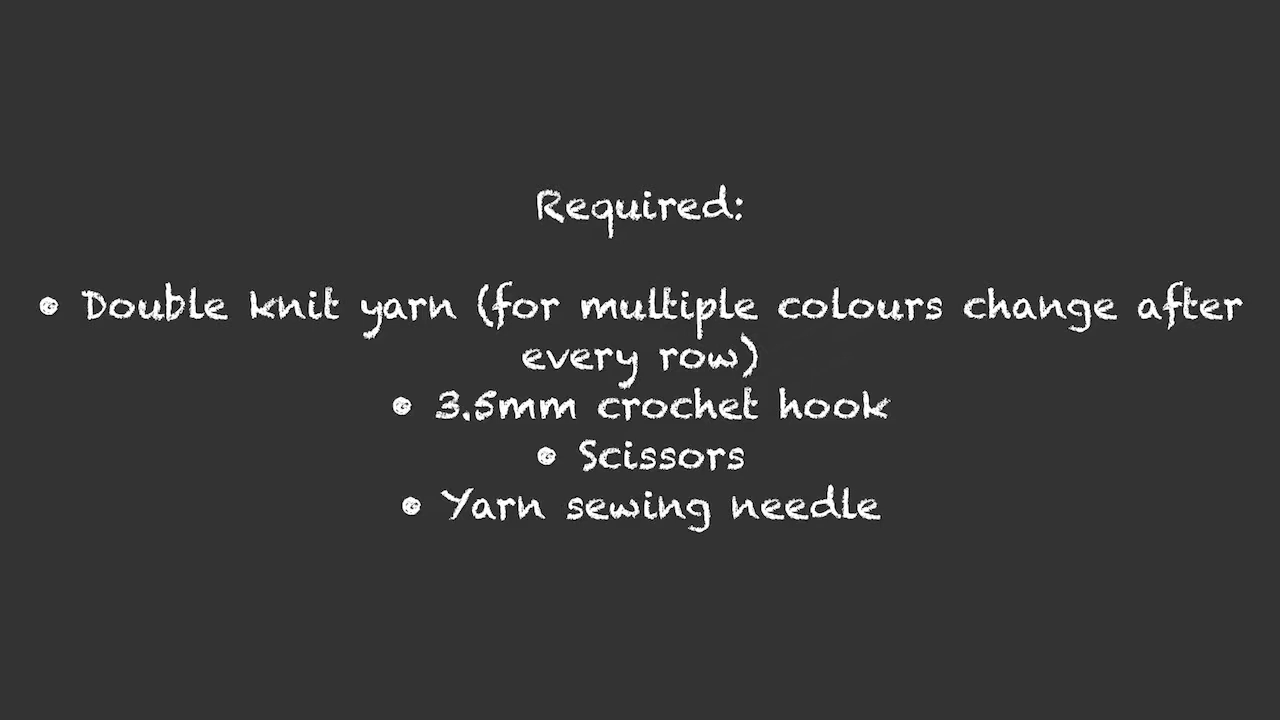 Required:
• Double knit yarn (for multiple colours change after
every row)
• 3.5mm crochet hook
• Scissors
• Yarn sewing needle